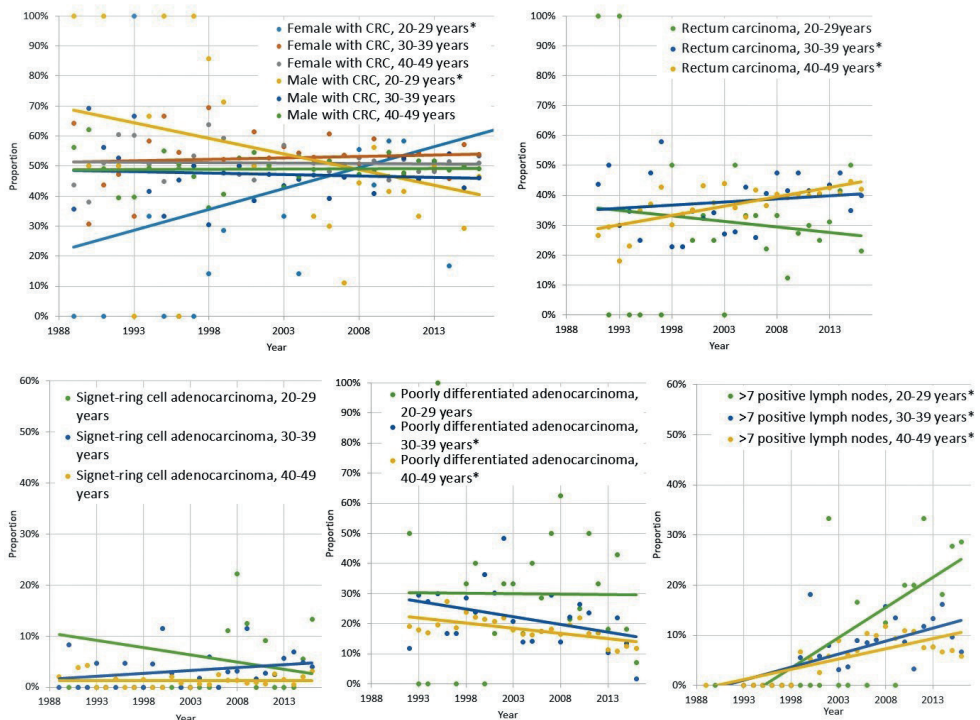 100%
90%
80%
70%
60%
50%
40%
30%
20%
10%
0%
Proportion
Female with CRC, 20-29 years*
Female with CRC, 30-39 years
Female with CRC, 40-49 years
Male with CRC, 20-29 years*
Male with CRC, 30-39 years
Male with CRC, 40-49 years
1988 1993 1998 2003 2008 2013
Year
100%
90%
80%
70%
60%
50%
40%
30%
20%
10%
0%
Proportion
Rectum carcinoma, 20-29years
Rectum carcinoma, 30-39 years*
Rectum carcinoma, 40-49 years*
1988 1993 1998 2003 2008 2013
Year
60%
50%
40%
30%
20%
10%
0%
Proportion
Signet-ring cell adenocarcinoma, 20-29
years
Signet-ring cell adenocarcinoma, 30-39
years
Signet-ring cell adenocarcinoma, 40-49
years
1988 1993 1998 2003 2008 2013
Year
100%
90%
80%
70%
60%
50%
40%
30%
20%
10%
0%
Proportion
Poorly differentiated adenocarcinoma,
20-29 years
Poorly differentiated adenocarcinoma,
30-39 years*
Poorly differentiated adenocarcinoma,
40-49 years*
1988 1993 1998 2003 2008 2013
Year
60%
50%
40%
30%
20%
10%
0%
Proportion
>7 positive lymph nodes, 20-29 years*
>7 positive lymph nodes, 30-39 years*
>7 positive lymph nodes, 40-49 years*
1988 1993 1998 2003 2008 2013
Year